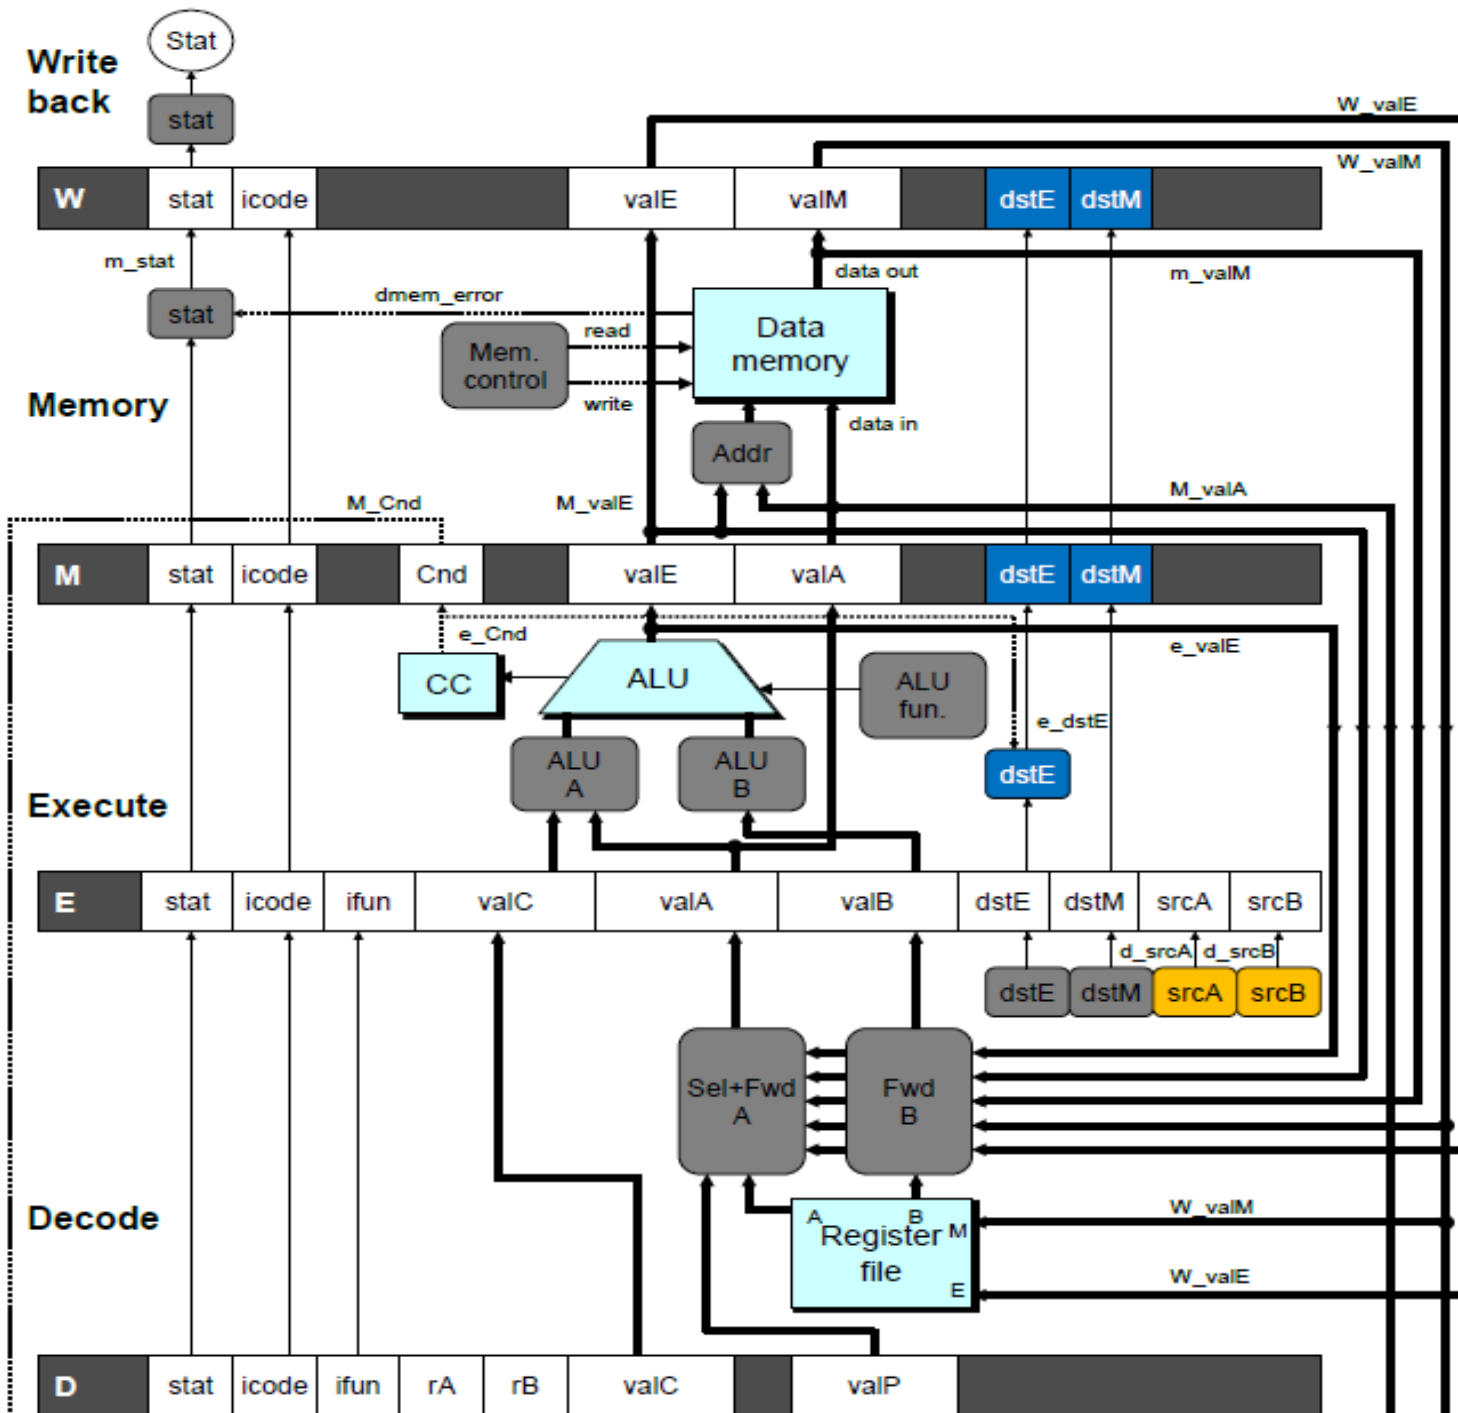 Stat
Write
back
stat
W_valE
W_valM
W
stat
icode
valE
valM
dstE
dstM
m_stat
data out
m_valM
stat
dmem_error
read
Mem.
control
write
Data
memory
Memory
data in
Addr
M_Cnd
M_valE
M_valA
M
stat
icode
Cnd
valE
valA
dstE
dstM
e_Cnd
e_valE
CC
ALU
ALU
fun.
e_dstE
ALU
A
ALU
B
dstE
Execute
E
stat
icode
ifun
valC
valA
valB
dstE
dstM
srcA
srcB
d_srcA
d_srcB
dstE
dstM
srcA
srcB
Sel+Fwd
A
Fwd
B
Decode
A
B
Register
file
M
E
W_valM
W_valE
D
stat
icode
ifun
rA
rB
valC
valP